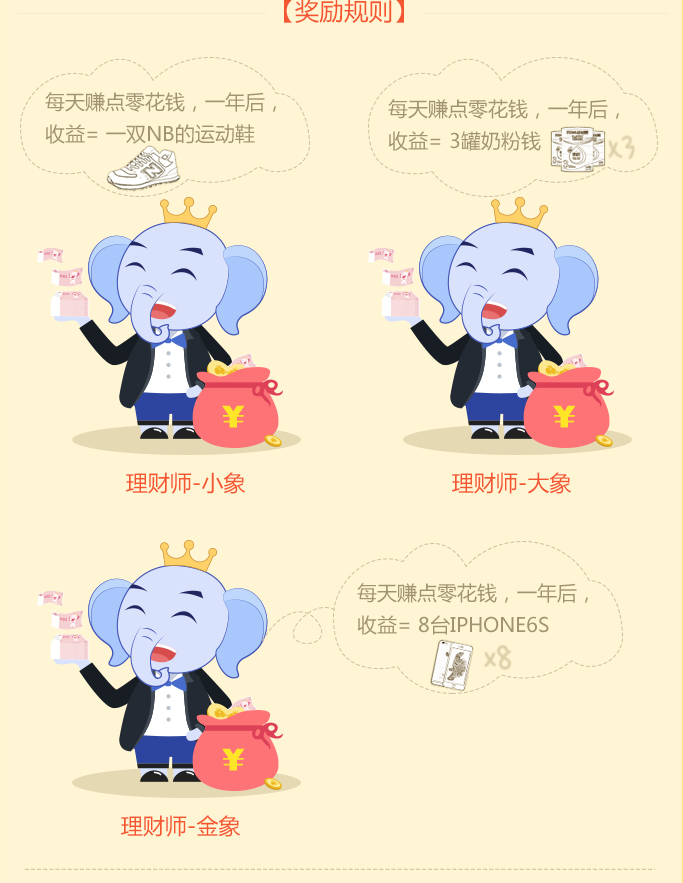 【奖励规则】
每天赚点零花钱，一年后，
收益= 一双NB的运动鞋
每天赚点零花钱，一年后，
收益= 3罐奶粉钱
x3
¥
¥
理财师-小象
理财师-大象
每天赚点零花钱，一年后，
收益= 8台IPHONE6S
x8
¥
理财师-金象